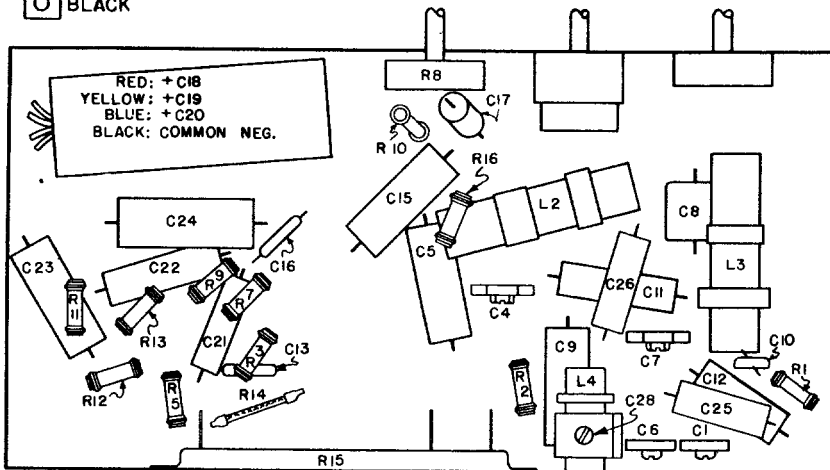 O BLACK
RED: +C18
YELLOW: +C19
BLUE: +C20
BLACK: COMMON NEG.
R8
C17
R10
R16
C15
L2
C8
C24
C5
C23
C22
C16
R9
R7
C26
C11
L3
R11
R13
C4
C21
R3
C13
C9
C7
C10
R12
R5
R14
R2
L4
C12
R1
C28
C25
C6
C1
R15